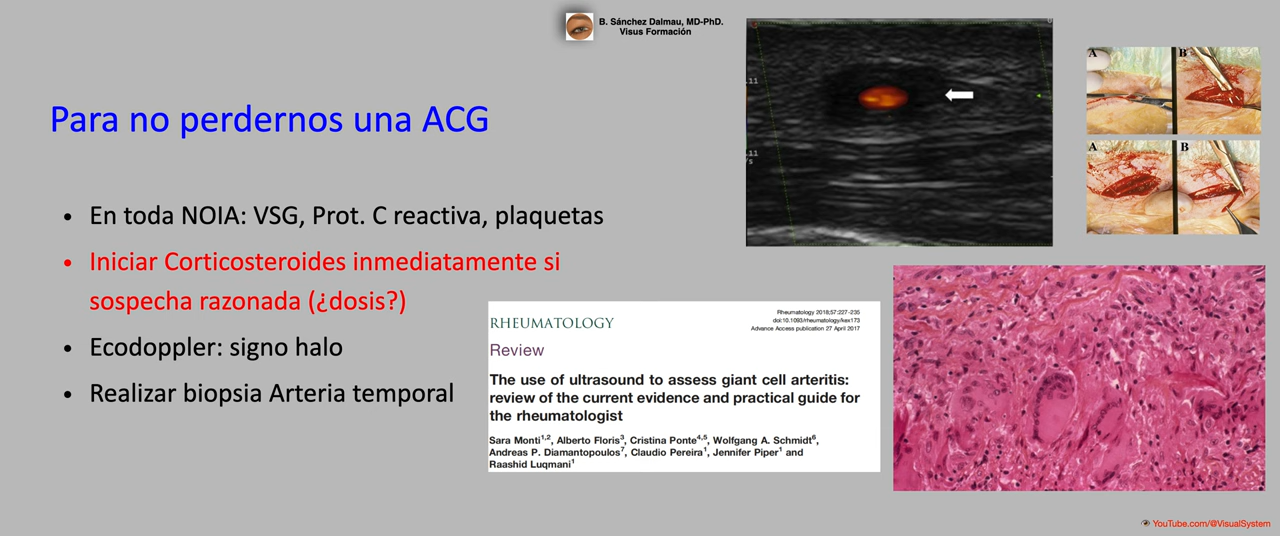 B. Sánchez Dalmau, MD-PhD.
Visus Formación
Para no perdernos una ACG
• En toda NOIA: VSG, Prot. C reactiva, plaquetas
• Iniciar Corticosteroides inmediatamente si
sospecha razonada (¿dosis?)
• Ecodoppler: signo halo
• Realizar biopsia Arteria temporal
.11
.11
/s
A
B
A
B
RHEUMATOLOGY
Rheumatology 2018;57:227-235
doi:10.1093/rheumatology/kex173
Advance Access publication 27 April 2017
Review
The use of ultrasound to assess giant cell arteritis:
review of the current evidence and practical guide for
the rheumatologist
Sara Monti1,2, Alberto Floris3, Cristina Ponte4,5, Wolfgang A. Schmidt6,
Andreas P. Diamantopoulos7, Claudio Pereira1, Jennifer Piper1 and
Raashid Luqmani1
YouTube.com/@VisualSystem